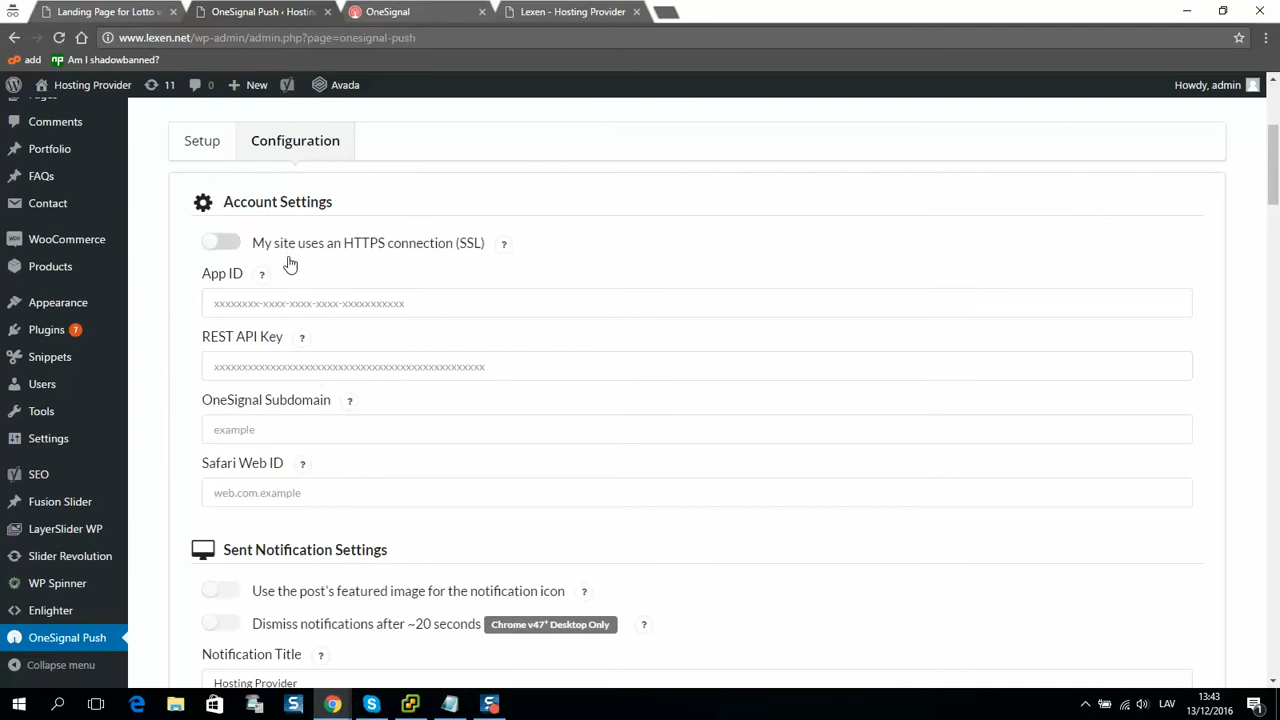 Landing Page for Lotto w
OneSignal Push ‹ Hosting
OneSignal
Lexen - Hosting Provider
www.lexen.net/wp-admin/admin.php?page=onesignal-push
add
Am I shadowbanned?
Hosting Provider
11
0
New
Avada
Howdy, admin
Comments
Portfolio
FAQs
Contact
WooCommerce
Products
Appearance
Plugins 7
Snippets
Users
Tools
Settings
SEO
Fusion Slider
LayerSlider WP
Slider Revolution
WP Spinner
Enlighter
OneSignal Push
Collapse menu
Setup
Configuration
Account Settings
My site uses an HTTPS connection (SSL) ?
App ID ?
xxxxxxxx-xxxx-xxxx-xxxx-xxxxxxxxxxx
REST API Key ?
xxxxxxxxxxxxxxxxxxxxxxxxxxxxxxxxxxxxxxxxxxxxxxxx
OneSignal Subdomain ?
example
Safari Web ID ?
web.com.example
Sent Notification Settings
Use the post's featured image for the notification icon ?
Dismiss notifications after ~20 seconds Chrome v47+ Desktop Only ?
Notification Title ?
Hosting Provider
LAV
13:43
13/12/2016